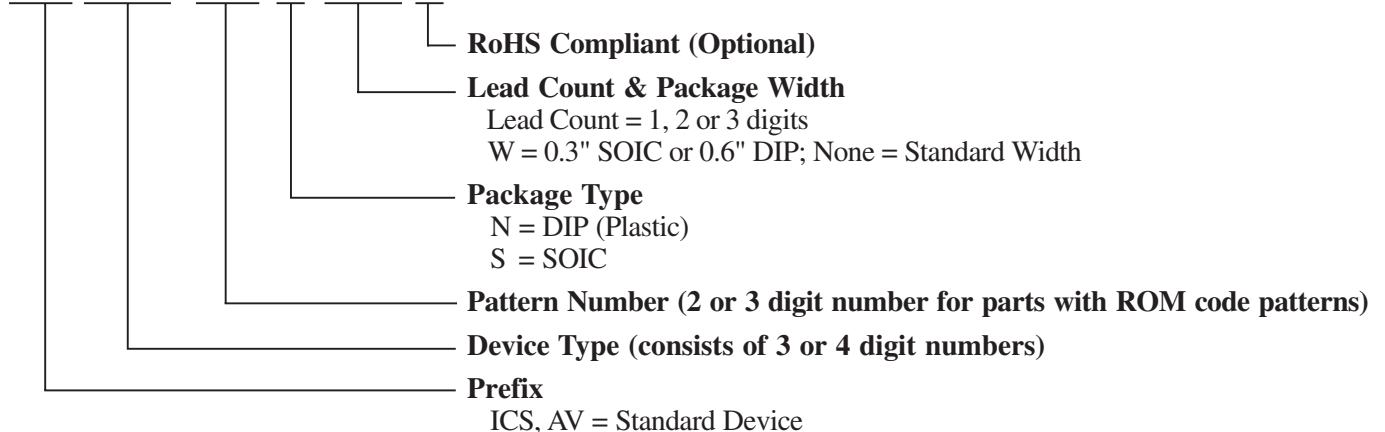 RoHS Compliant (Optional)
Lead Count & Package Width
Lead Count = 1, 2 or 3 digits
W = 0.3" SOIC or 0.6" DIP; None = Standard Width
Package Type
N = DIP (Plastic)
S = SOIC
Pattern Number (2 or 3 digit number for parts with ROM code patterns)
Device Type (consists of 3 or 4 digit numbers)
Prefix
ICS, AV = Standard Device